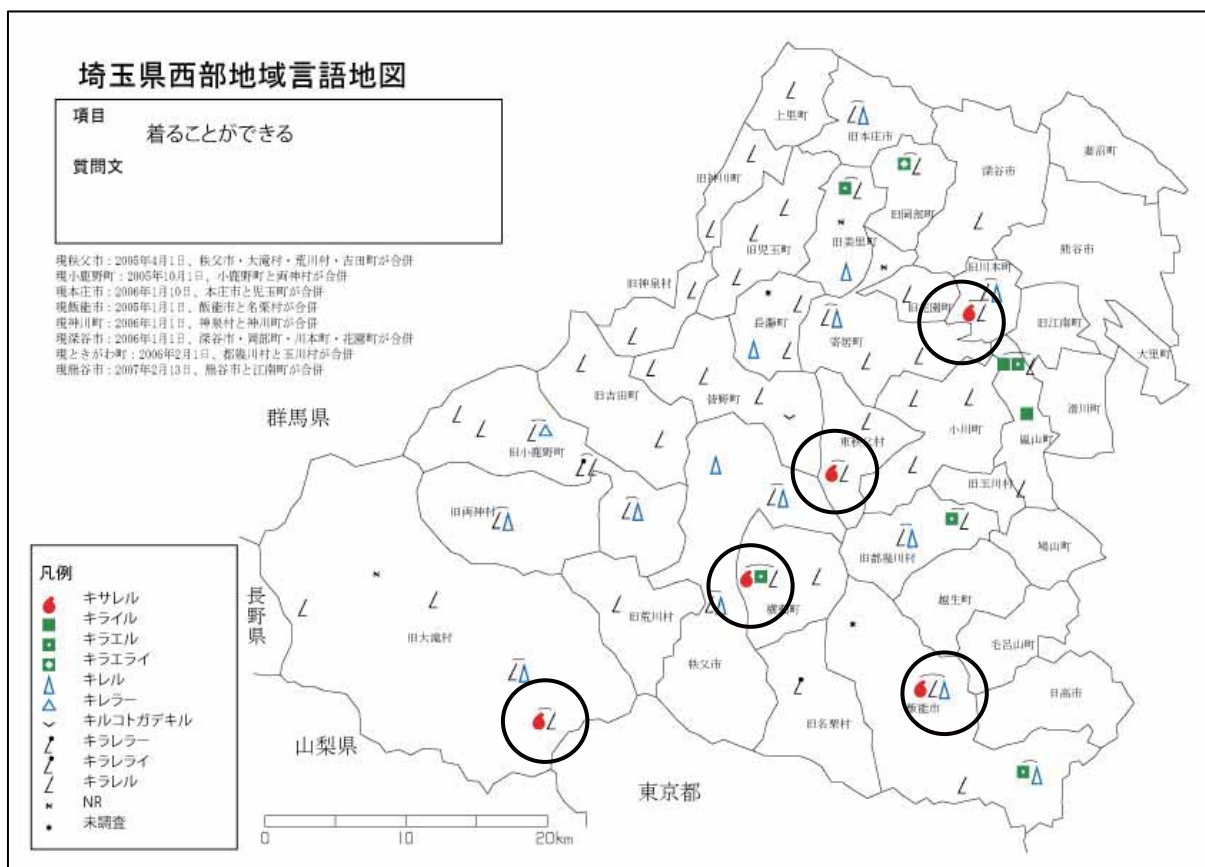 埼玉県西部地域言語地図
項目
着ることができる
質問文
現秩父市：2005年4月1日、秩父市・大滝村・荒川村・吉田町が合併
現小鹿野町：2005年10月1日、小鹿野町と両神村が合併
現本庄市：2006年1月10日、本庄市と児玉町が合併
現飯能市：2005年1月1日、飯能市と名栗村が合併
現神川町：2006年1月1日、神泉村と神川町が合併
現深谷市：2006年1月1日、深谷市・岡部町・川本町・花園町が合併
現ときがわ町：2006年2月1日、都幾川村と玉川村が合併
現熊谷市：2007年2月13日、熊谷市と江南町が合併
上里町
旧本庄市
妻沼町
深谷市
旧神川町
旧岡部町
旧児玉町
旧美里町
熊谷市
旧川本町
旧神泉村
旧花園町
長瀞町
寄居町
旧江南町
大里町
旧吉田町
皆野町
滑川町
群馬県
小川町
嵐山町
東秩父村
旧小鹿野町
旧玉川村
旧両神村
旧都幾川村
鳩山町
越生町
長野県
旧荒川村
横瀬町
旧大滝村
毛呂山町
秩父市
日高市
飯能市
旧名栗村
山梨県
東京都
凡例
キサレル
キライル
キラエル
キラエライ
キレル
キレラー
キルコトガデキル
キラレラー
キラレライ
キラレル
N NR
未調査
0 10 20km